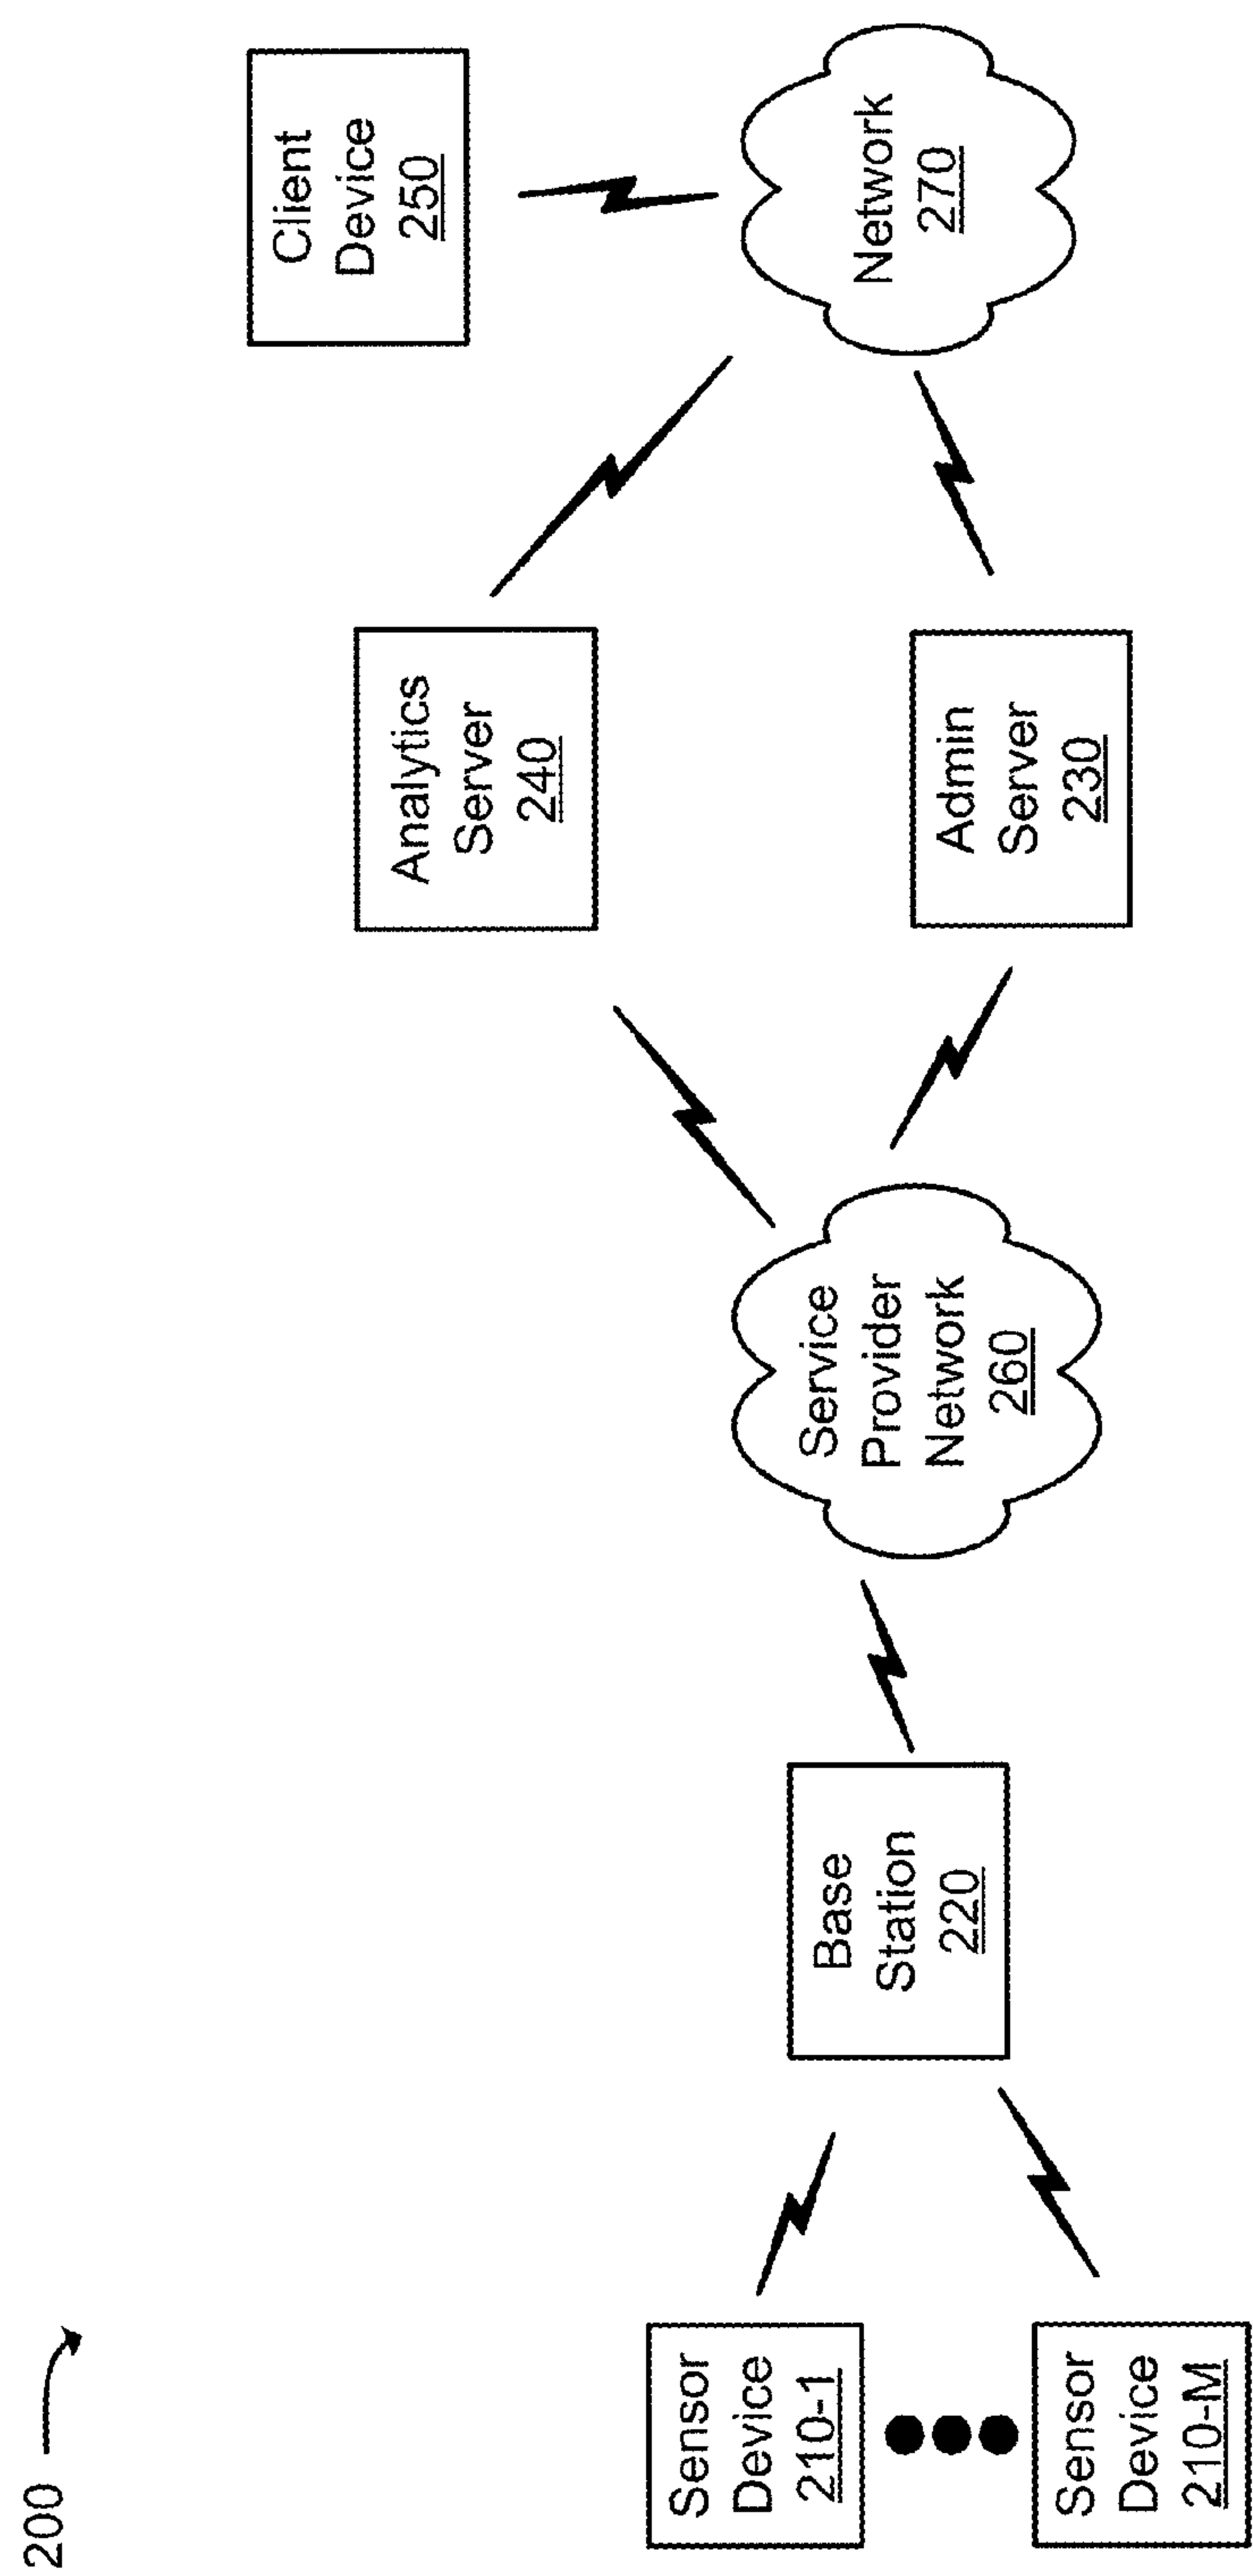 200
Sensor
Device
210-1
Sensor
Device
210-M
Base
Station
220
Service
Provider
Network
260
Analytics
Server
240
Admin
Server
230
Client
Device
250
Network
270